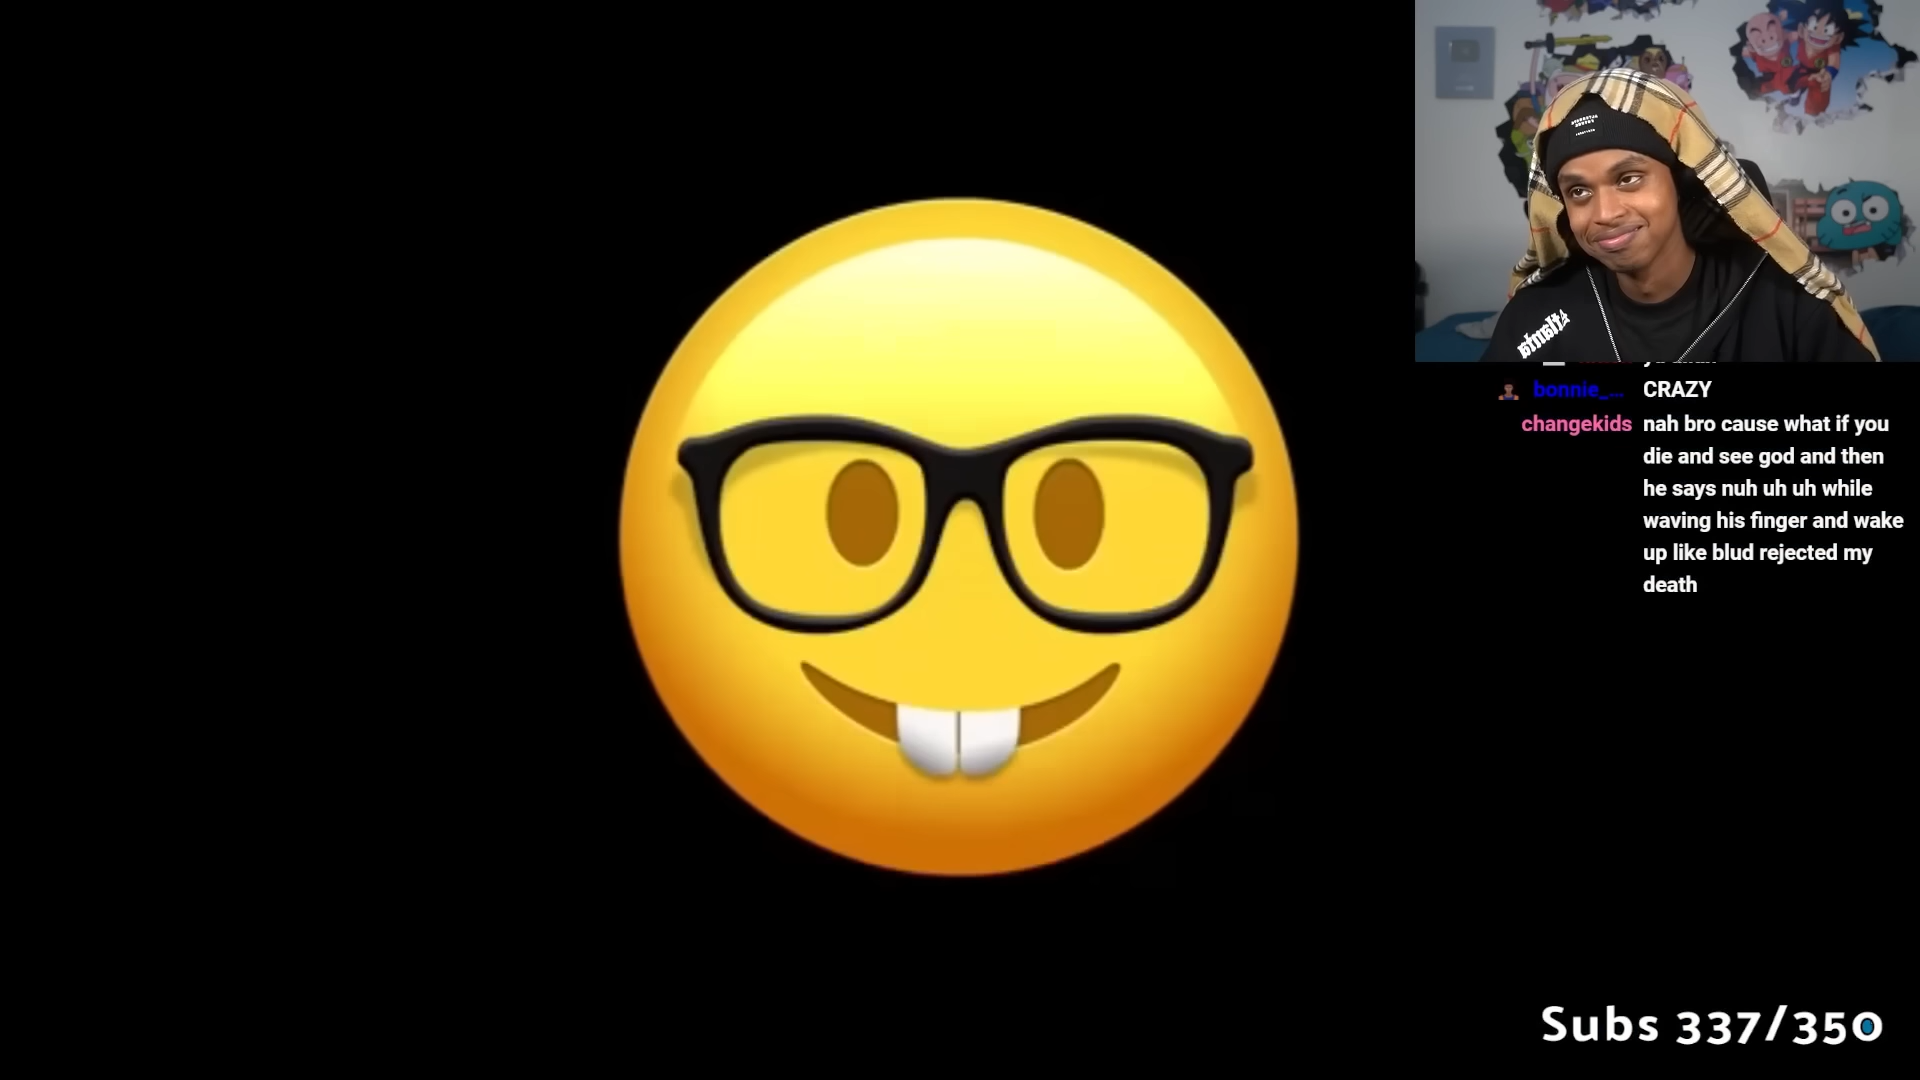 bonnie_... CRAZY
changekids nah bro cause what if you
die and see god and then
he says nuh uh uh while
waving his finger and wake
up like blud rejected my
death
Subs 337/350